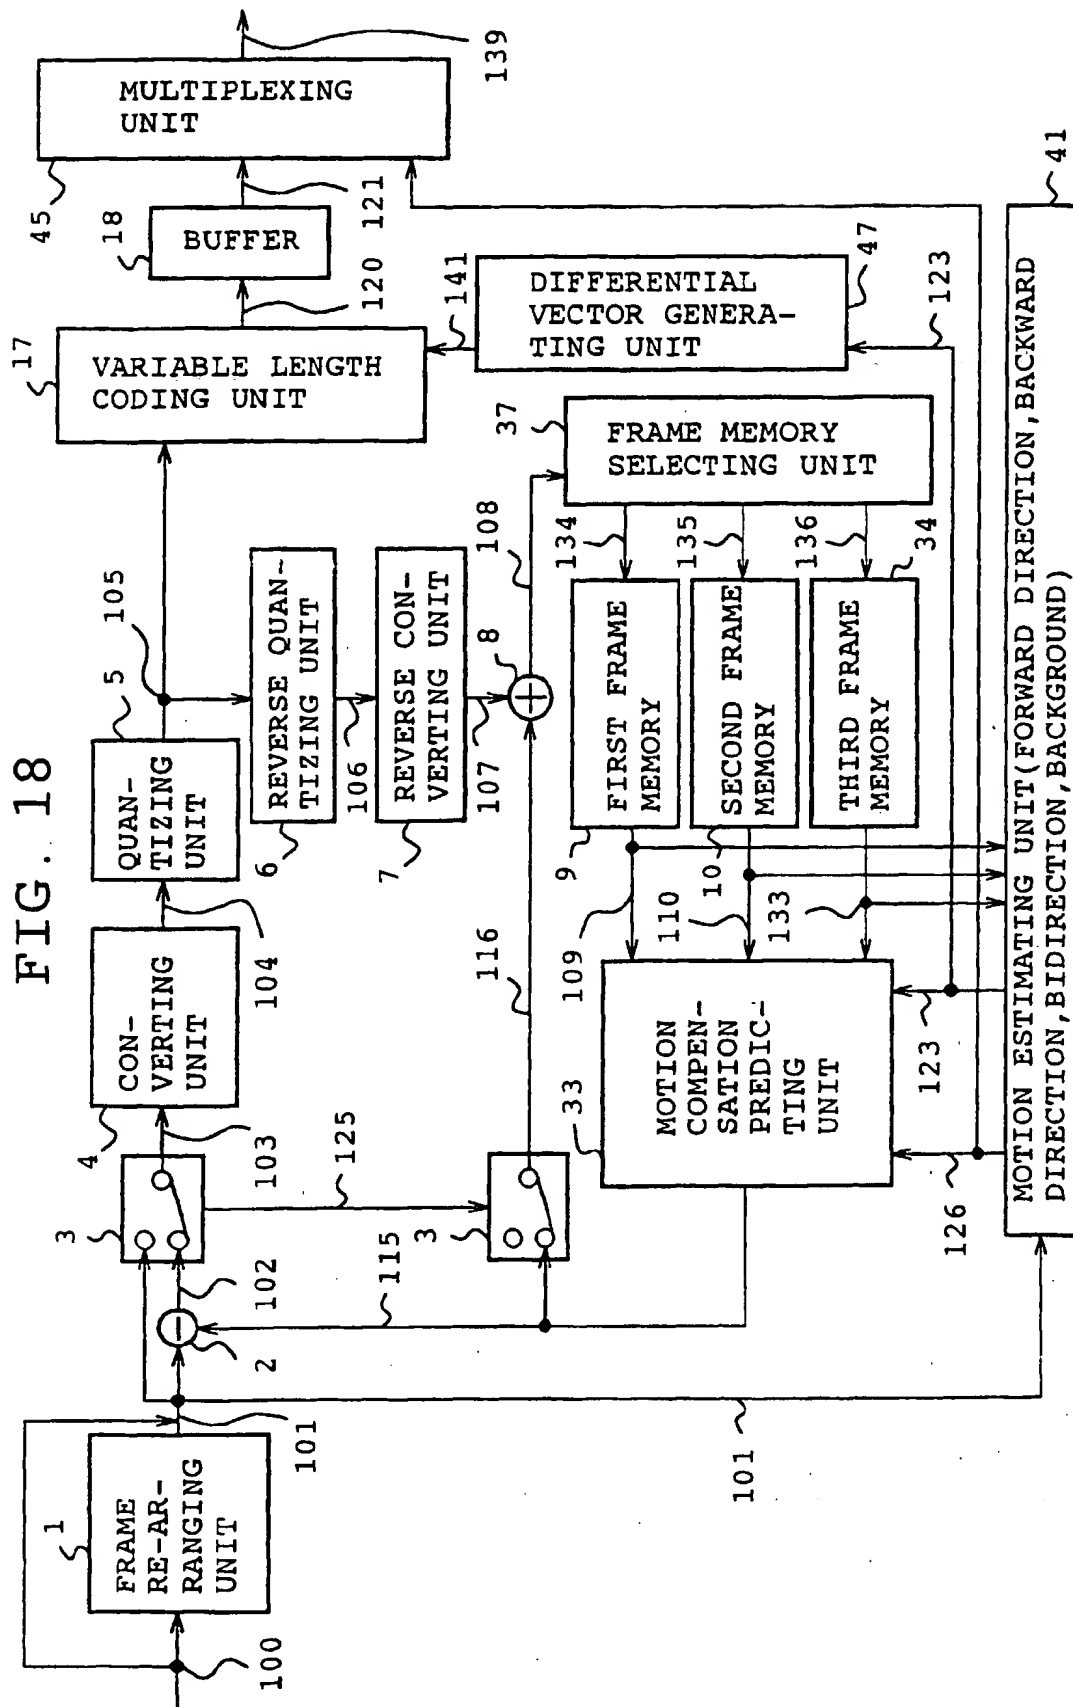 FIG. 18
100
1
FRAME
RE-AR-
RANGING
UNIT
101
2
102
3
103
4
CON-
VERTING
UNIT
104
5
QUAN-
TIZING
UNIT
105
17
VARIABLE LENGTH
CODING UNIT
120
18
BUFFER
121
45
MULTIPLEXING
UNIT
139
6
REVERSE QUAN-
TIZING UNIT
106
7
REVERSE CON-
VERTING UNIT
107
8
108
125
3
115
116
141
DIFFERENTIAL
VECTOR GENERA-
TING UNIT
47
123
37
FRAME MEMORY
SELECTING UNIT
134
135
136
9
FIRST FRAME
MEMORY
10
SECOND FRAME
MEMORY
34
THIRD FRAME
MEMORY
109
110
133
33
MOTION
COMPEN-
SATION
PREDIC-
TING
UNIT
123
126
101
41
MOTION ESTIMATING UNIT(FORWARD DIRECTION,BACKWARD
DIRECTION,BIDIRECTION,BACKGROUND)